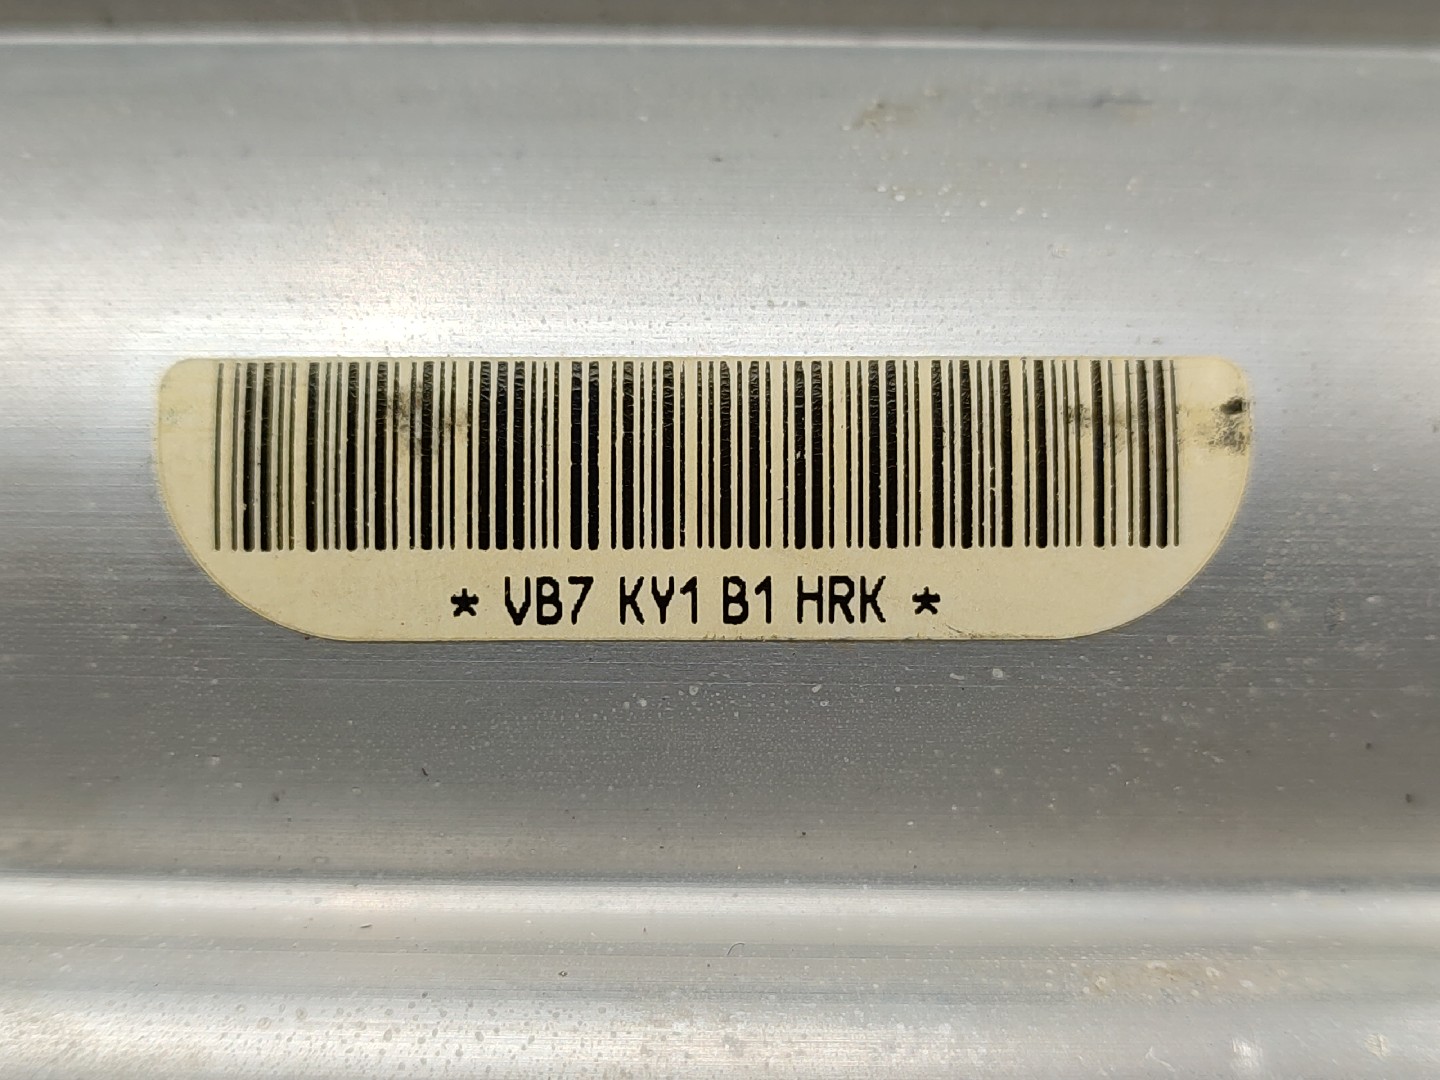 * VB7 KY1 B1 HRK *